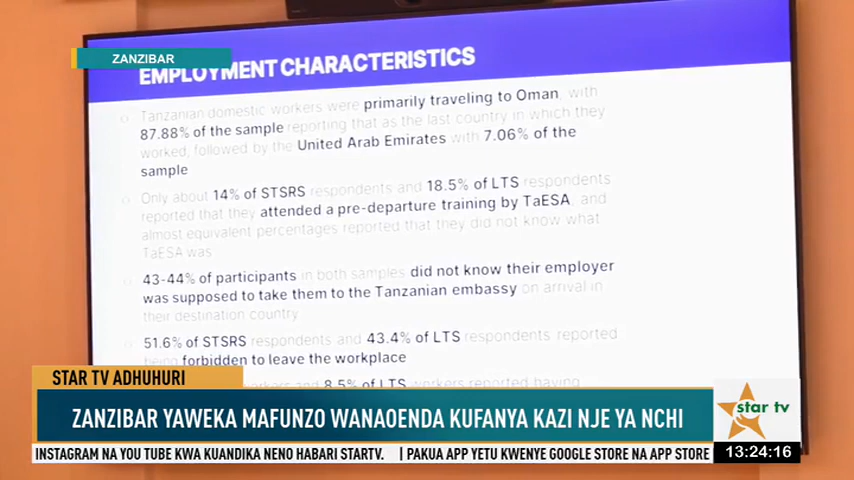 ZANZIBAR
EMPLOYMENT CHARACTERISTICS
Tanzanian domestic workers were primarily traveling to Oman, with
87.88% of the sample reporting that as the last country in which they
worked, followed by the United Arab Emirates with 7.06% of the
sample
Only about 14% of STSRS respondents and 18.5% of LTS respondents
reported that they attended a pre-departure training by TaESA, and
almost equivalent percentages reported that they did not know what
TaESA was
43-44% of participants in both samples did not know their employer
was supposed to take them to the Tanzanian embassy on arrival in
their destination country
51.6% of STSRS respondents and 43.4% of LTS respondents reported
being forbidden to leave the workplace
and 8.5% of LTS workers reported having
STAR TV ADHUHURI
ZANZIBAR YAWEKA MAFUNZO WANAOENDA KUFANYA KAZI NJE YA NCHI
star tv
INSTAGRAM NA YOU TUBE KWA KUANDIKA NENO HABARI STARTV. | PAKUA APP YETU KWENYE GOOGLE STORE NA APP STORE
13:24:16